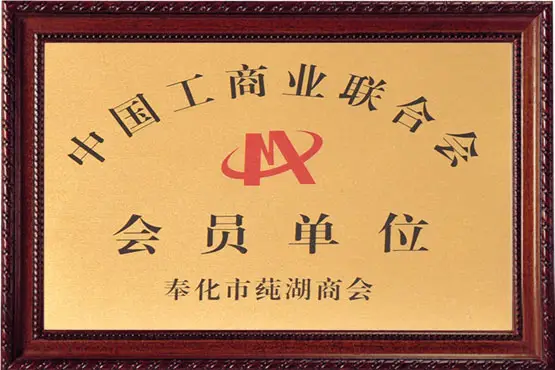 中国工商业联合会
会员单位
奉化市莼湖商会